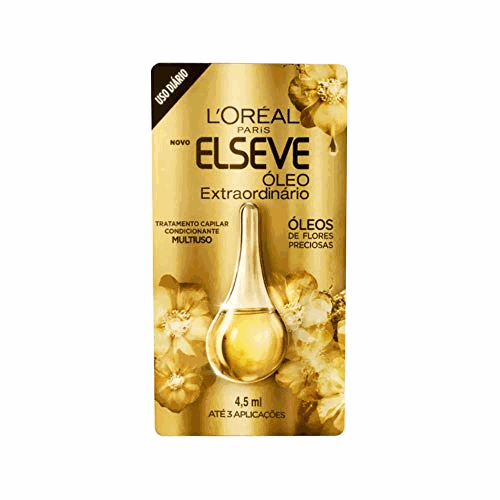 USO DIÁRIO
L'ORÉAL
PARIS
NOVO
ELSEVE
ÓLEO
Extraordinário
TRATAMENTO CAPILAR
CONDICIONANTE
MULTIUSO
ÓLEOS
DE FLORES
PRECIOSAS
4,5 ml
ATÉ 3 APLICAÇÕES